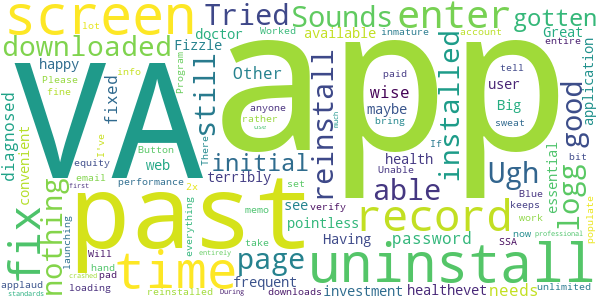 screen
Tried
Sounds
enter
gotten
lot
inmature
account
downloaded
doctor
available
Great
entire
happy
Please
fine
Fizzle
Worked
info
Program
VA
app
Other
fixed
still
reinstall
anyone
paid
wise
maybe
bring
installed
tell
user
Big
sweat
good
application
diagnosed
convenient
I've
equity
email
Button
web
There
rather
use
initial
health
much
If
Unable
able
Ugh
essential
bit
fix
nothing
first
launching
performance
2x
everything
terribly
set
see
verify
pointless
record
Blue
keeps
logg
populate
past
time
page
memo
Having
password
SSA
work
now
professional
uninstall
applaud
standards
Will
hand
pad
loading
crashed
reinstailed
entirely
take
frequent
During
downloads
investment
healthevet
needs
unlimited